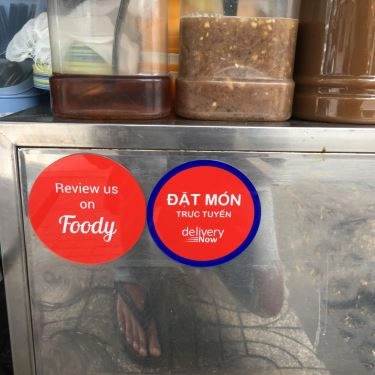 Review us
on
Foody
ĐẶT MÓN
TRỰC TUYẾN
delivery
Now